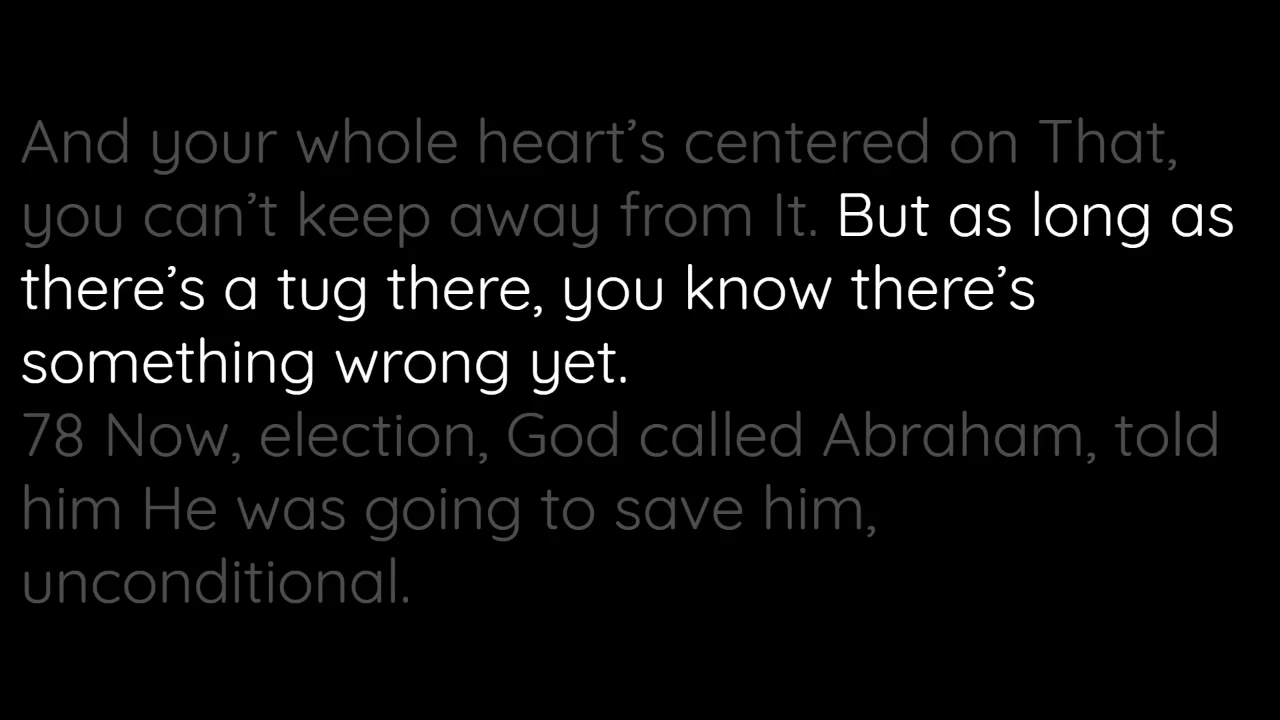 And your whole heart’s centered on That,
you can’t keep away from It. But as long as
there’s a tug there, you know there’s
something wrong yet.
78 Now, election, God called Abraham, told
him He was going to save him,
unconditional.